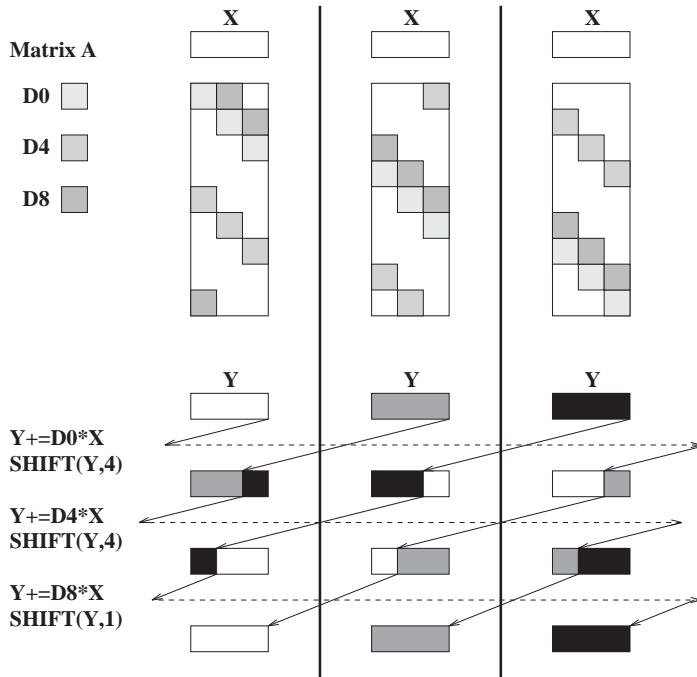 X X X
Matrix A
D0
D4
D8
Y Y Y
Y+=D0*X
SHIFT(Y,4)
Y+=D4*X
SHIFT(Y,4)
Y+=D8*X
SHIFT(Y,1)